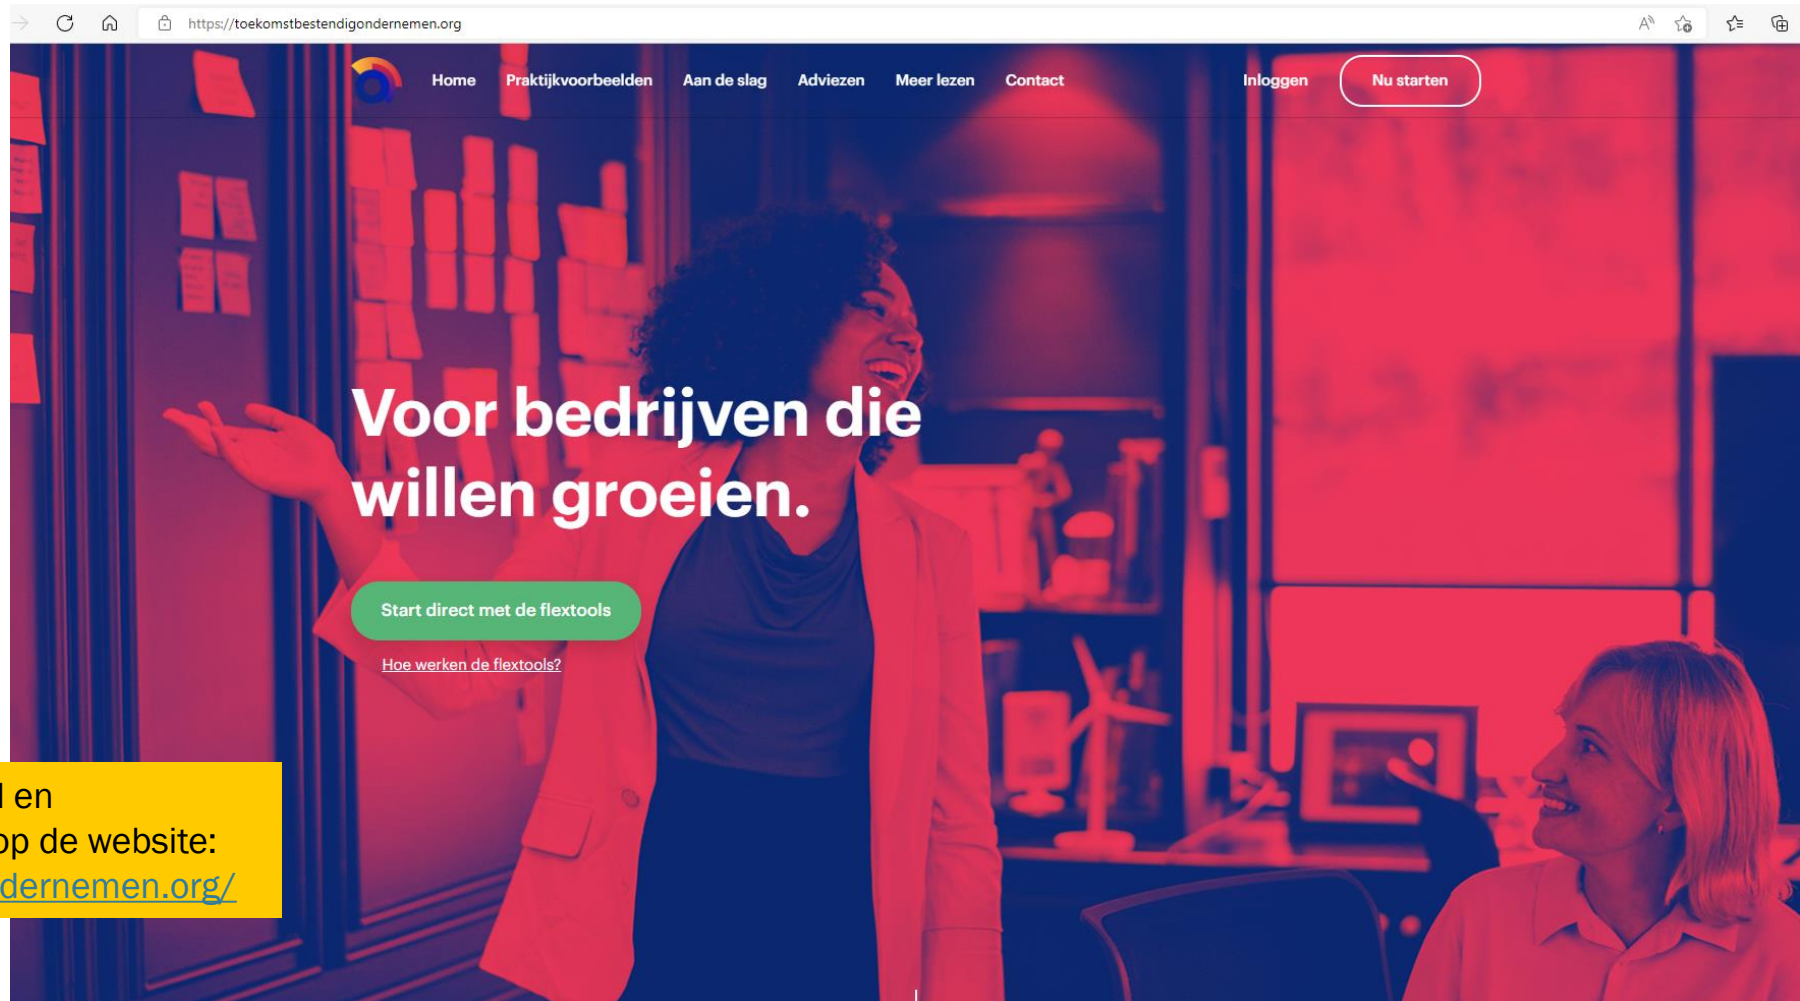 https://toekomstbestendigondernemen.org
Home Praktijkvoorbeelden Aan de slag Adviezen Meer lezen Contact Inloggen Nu starten
Voor bedrijven die
willen groeien.
Start direct met de flextools
Hoe werken de flextools?
en
op de website:
dernemen.org/